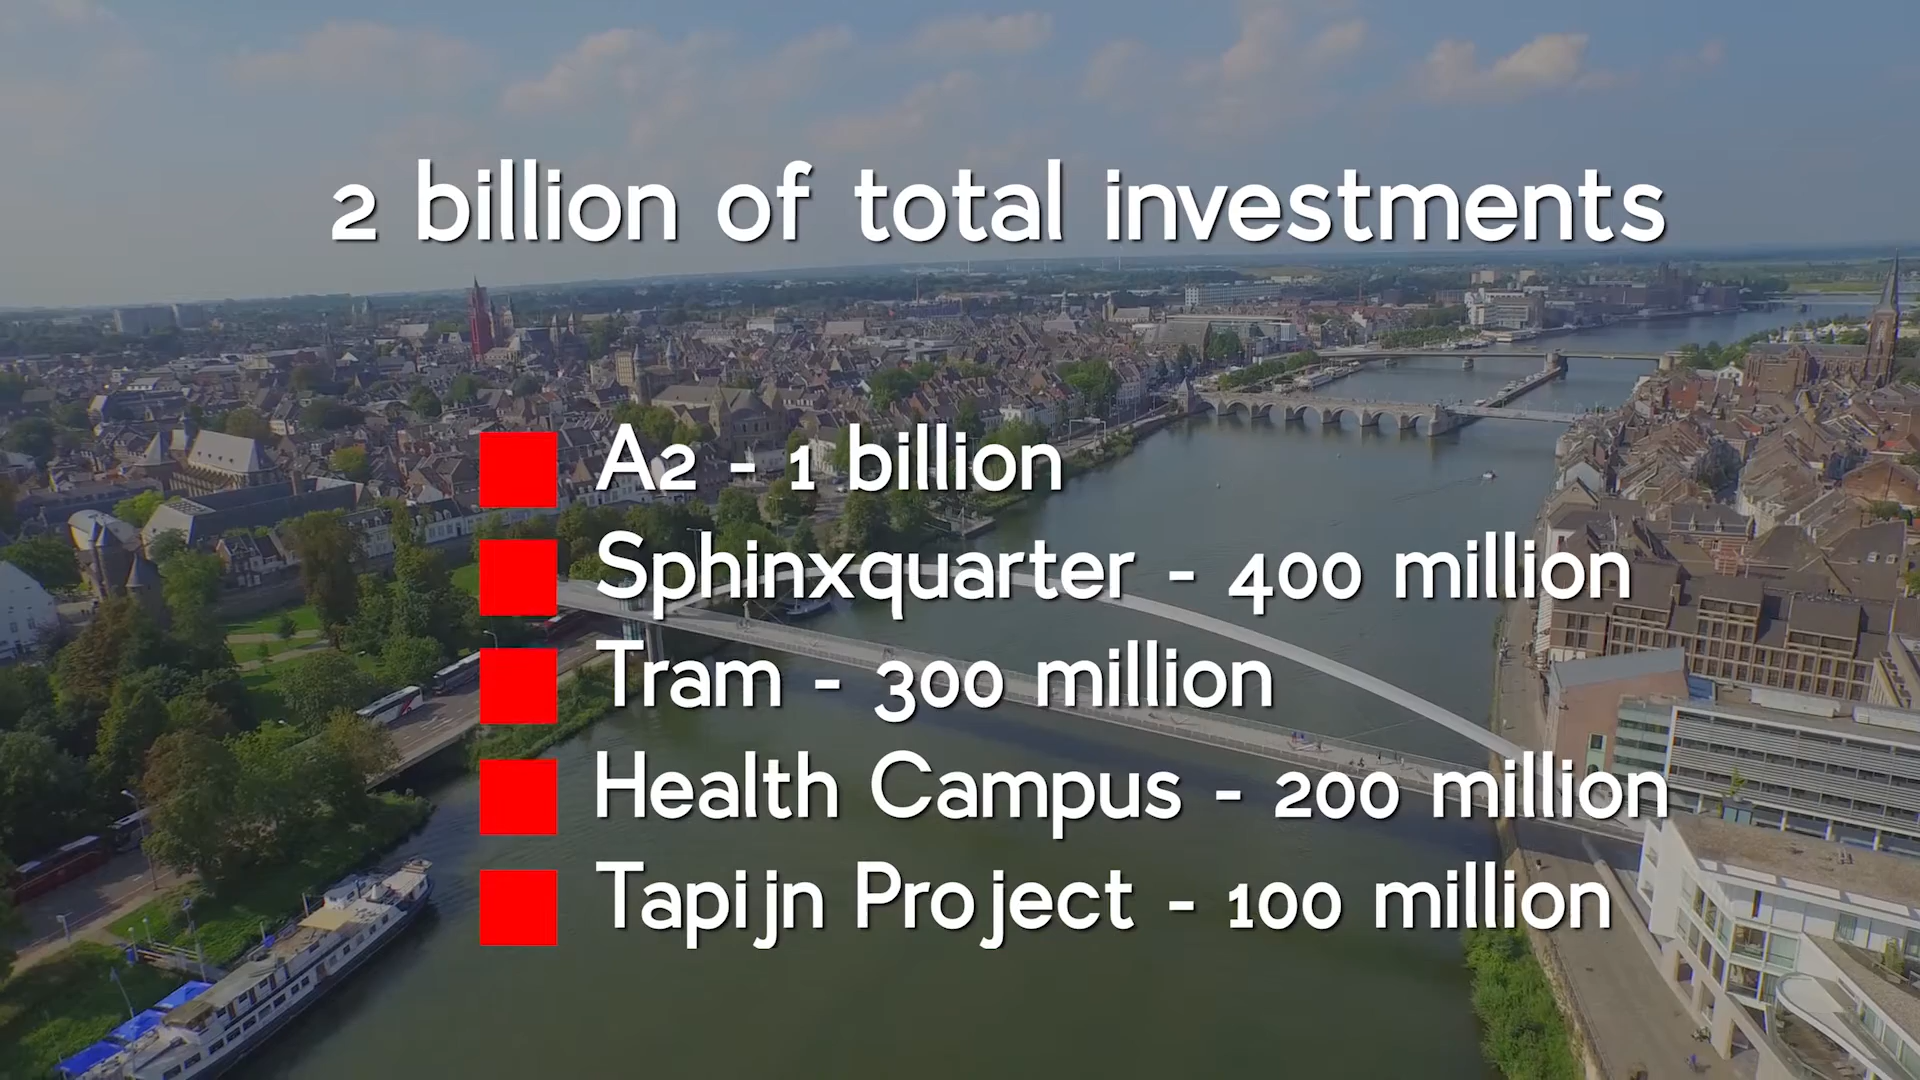 2 billion of total investments
A2 - 1 billion
Sphinxquarter - 400 million
Tram - 300 million
Health Campus - 200 million
Tapijn Project - 100 million